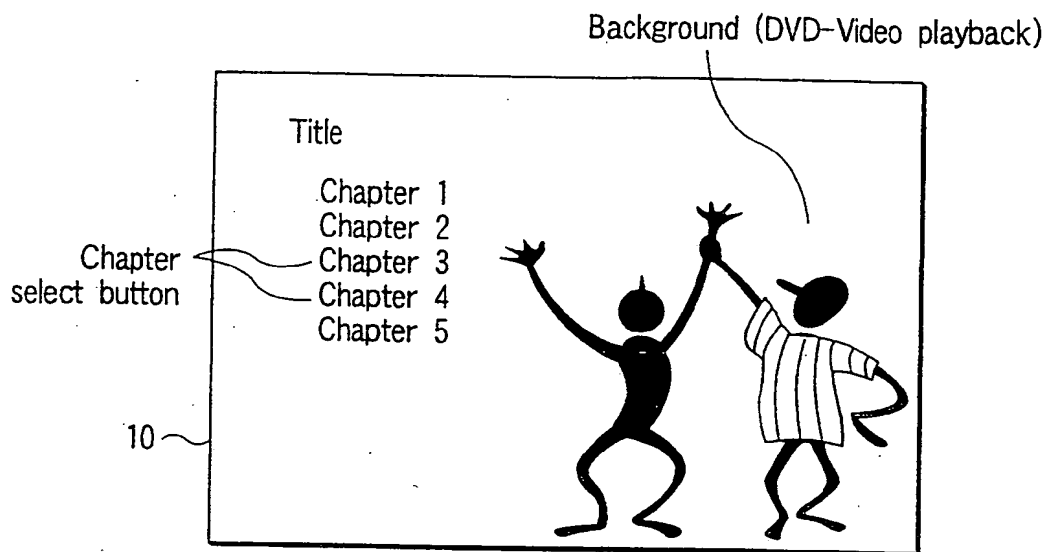 Background (DVD-Video playback)
Title
Chapter 1
Chapter 2
Chapter 3
Chapter 4
Chapter 5
Chapter
select button
10